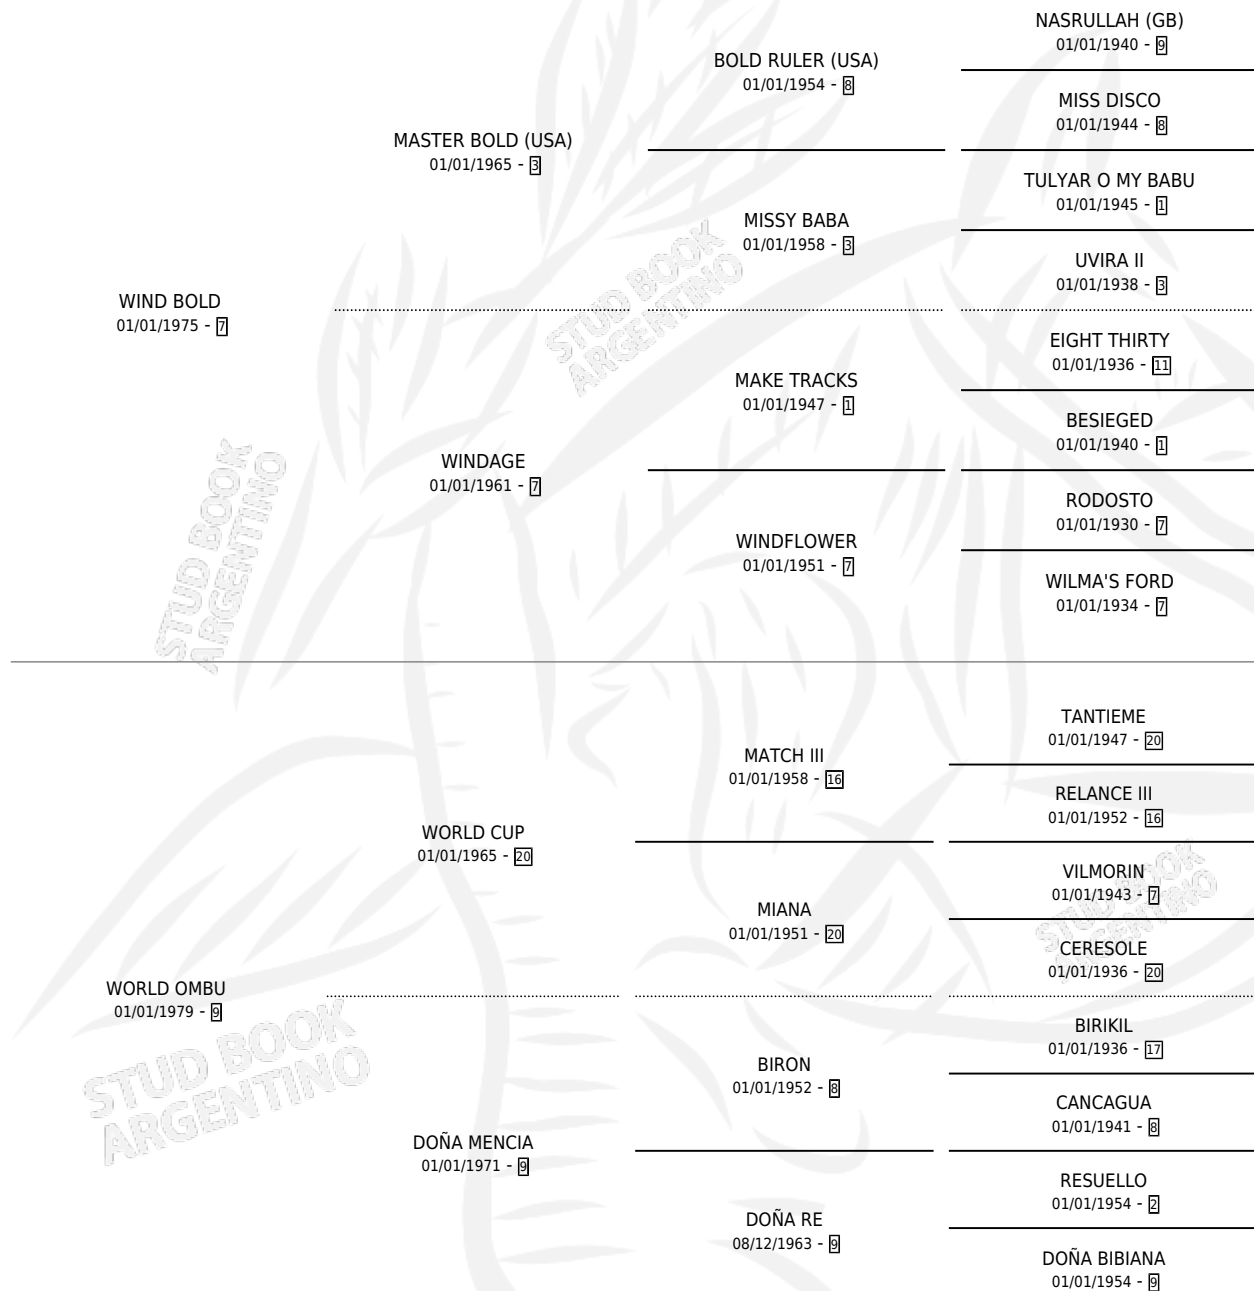 NASRULLAH (GB)
01/01/1940 - 9
BOLD RULER (USA)
01/01/1954 - 8
MISS DISCO
01/01/1944 - 8
MASTER BOLD (USA)
01/01/1965 - 3
TULYAR O MY BABU
01/01/1945 - 1
MISSY BABA
01/01/1958 - 3
UVIRA II
01/01/1938 - 3
STUD BOOK
ARGENTINO
WIND BOLD
01/01/1975 - 7
EIGHT THIRTY
01/01/1936 - 11
MAKE TRACKS
01/01/1947 - 1
BESIEGED
01/01/1940 - 1
WINDAGE
01/01/1961 - 7
RODOSTO
01/01/1930 - 7
WINDFLOWER
01/01/1951 - 7
WILMA'S FORD
01/01/1934 - 7
STUD BOOK
ARGENTINO
TANTIEME
01/01/1947 - 20
MATCH III
01/01/1958 - 16
RELANCE III
01/01/1952 - 16
WORLD CUP
01/01/1965 - 20
VILMORIN
01/01/1943 - 7
MIANA
01/01/1951 - 20
CERESOLE
01/01/1936 - 20
STUD BOOK
ARGENTINO
WORLD OMBU
01/01/1979 - 9
BIRIKIL
01/01/1936 - 17
BIRON
01/01/1952 - 8
CANCAGUA
01/01/1941 - 8
DOÑA MENCIA
01/01/1971 - 9
RESUELLO
01/01/1954 - 2
DOÑA RE
08/12/1963 - 9
DOÑA BIBIANA
01/01/1954 - 9
STUD BOOK
ARGENTINO